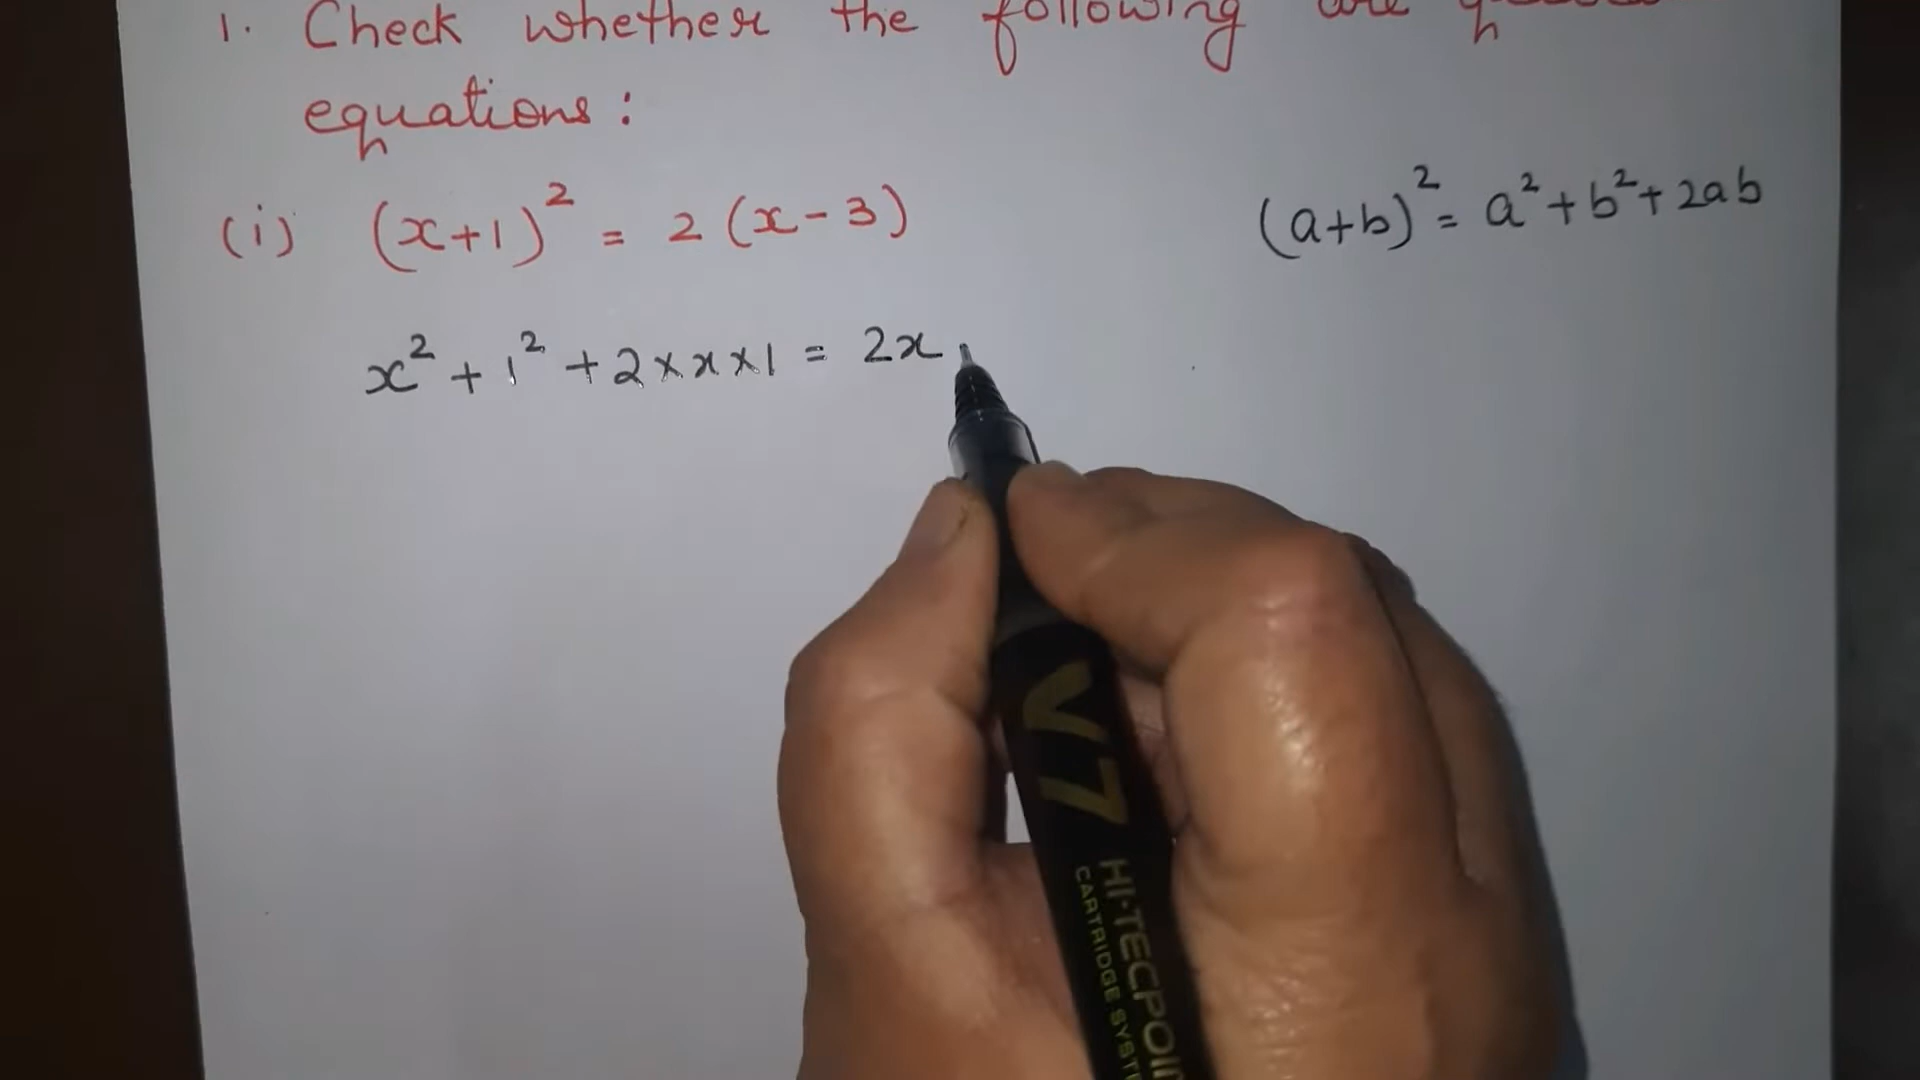 1. Check whether the following are
equations:
(i) (x+1)² = 2(x-3)
(a+b)² = a²+b²+2ab
x² + 1² + 2×x×1 = 2x
V7
HI-TECPOI
CARTRIDGE SYST